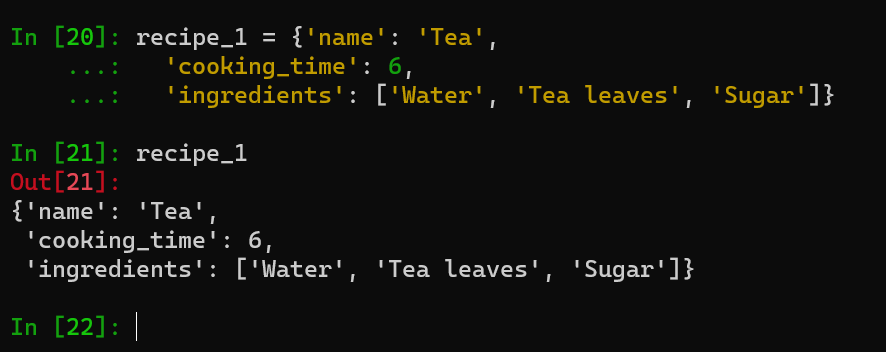 In [20]: recipe_1 = {'name': 'Tea',
    ...:   'cooking_time': 6,
    ...:   'ingredients': ['Water', 'Tea leaves', 'Sugar']}
In [21]: recipe_1
Out[21]:
{'name': 'Tea',
 'cooking_time': 6,
 'ingredients': ['Water', 'Tea leaves', 'Sugar']}
In [22]: